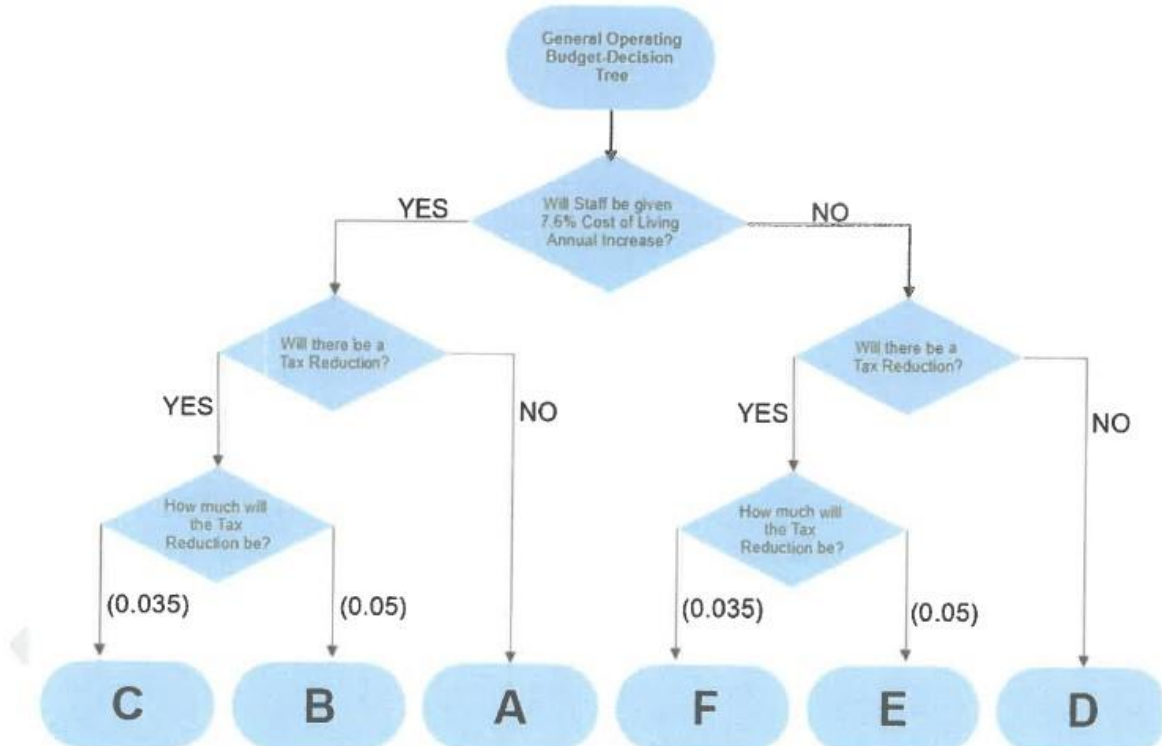 General Operating
Budget-Decision
Tree
Will Staff be given
7.6% Cost of Living
Annual Increase?
YES
NO
Will there be a
Tax Reduction?
Will there be a
Tax Reduction?
YES
NO
YES
NO
How much will
the Tax
Reduction be?
How much will
the Tax
Reduction be?
(0.035)
(0.05)
(0.035)
(0.05)
C
B
A
F
E
D